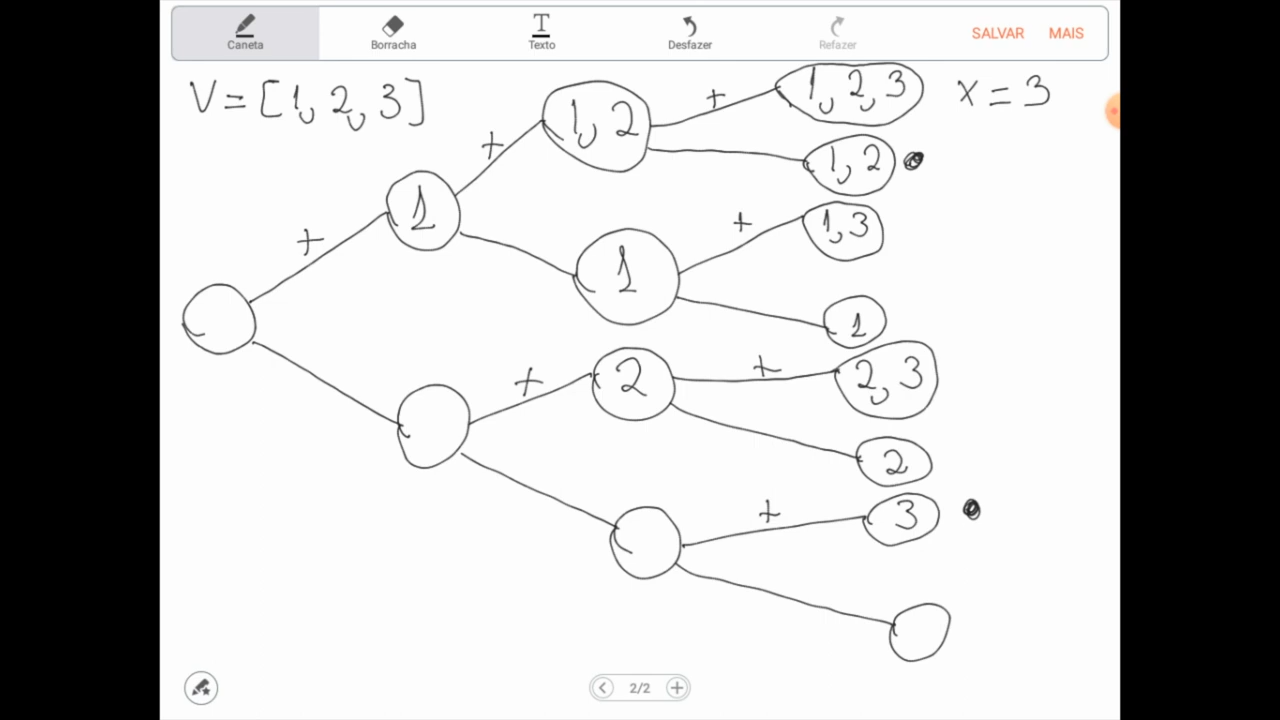 Caneta
Borracha
T
Texto
Desfazer
Refazer
SALVAR
MAIS
V = [1, 2, 3]
x = 3
+
1, 2
+
1, 2, 3
1, 2
+
1
1
+
1, 3
1
+
2
+
2, 3
2
+
3
2/2